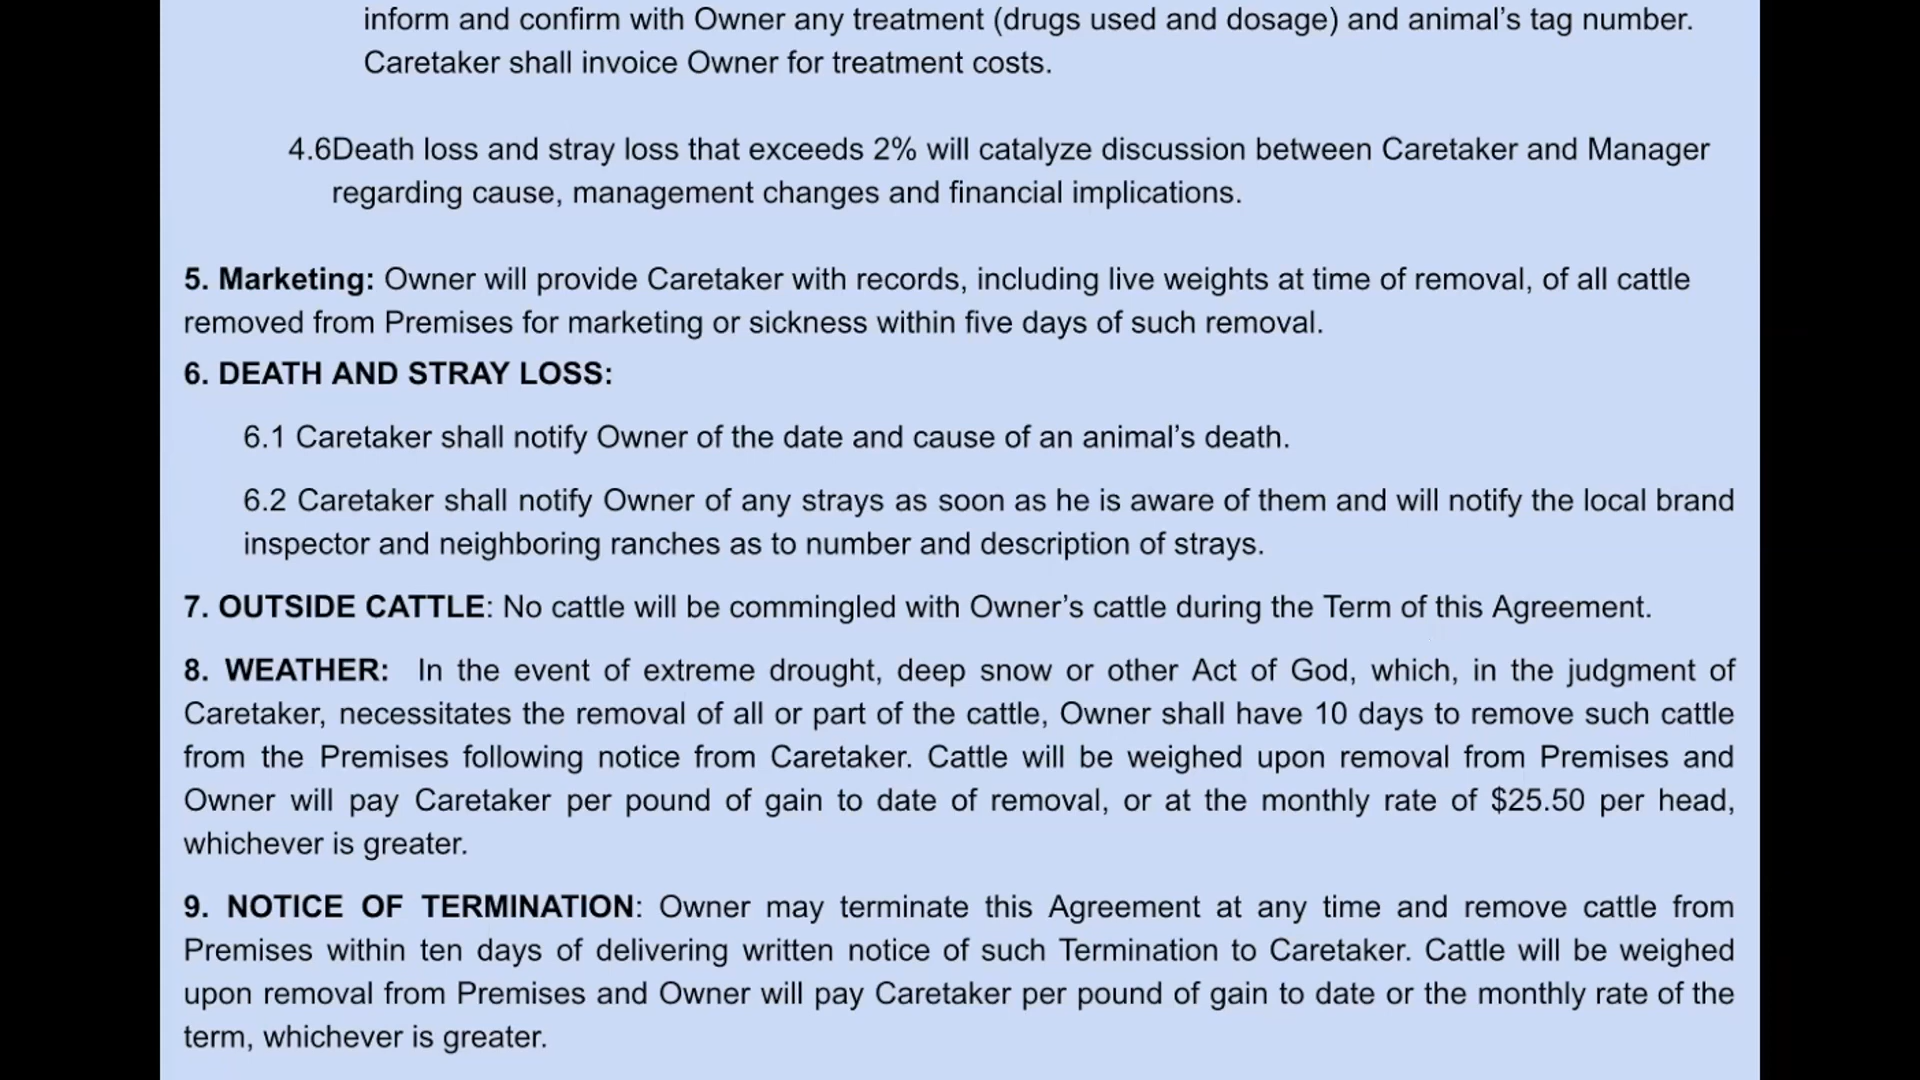 inform and confirm with Owner any treatment (drugs used and dosage) and animal’s tag number.
Caretaker shall invoice Owner for treatment costs.
4.6Death loss and stray loss that exceeds 2% will catalyze discussion between Caretaker and Manager
regarding cause, management changes and financial implications.
5. Marketing: Owner will provide Caretaker with records, including live weights at time of removal, of all cattle
removed from Premises for marketing or sickness within five days of such removal.
6. DEATH AND STRAY LOSS:
6.1 Caretaker shall notify Owner of the date and cause of an animal’s death.
6.2 Caretaker shall notify Owner of any strays as soon as he is aware of them and will notify the local brand
inspector and neighboring ranches as to number and description of strays.
7. OUTSIDE CATTLE: No cattle will be commingled with Owner’s cattle during the Term of this Agreement.
8. WEATHER: In the event of extreme drought, deep snow or other Act of God, which, in the judgment of
Caretaker, necessitates the removal of all or part of the cattle, Owner shall have 10 days to remove such cattle
from the Premises following notice from Caretaker. Cattle will be weighed upon removal from Premises and
Owner will pay Caretaker per pound of gain to date of removal, or at the monthly rate of $25.50 per head,
whichever is greater.
9. NOTICE OF TERMINATION: Owner may terminate this Agreement at any time and remove cattle from
Premises within ten days of delivering written notice of such Termination to Caretaker. Cattle will be weighed
upon removal from Premises and Owner will pay Caretaker per pound of gain to date or the monthly rate of the
term, whichever is greater.